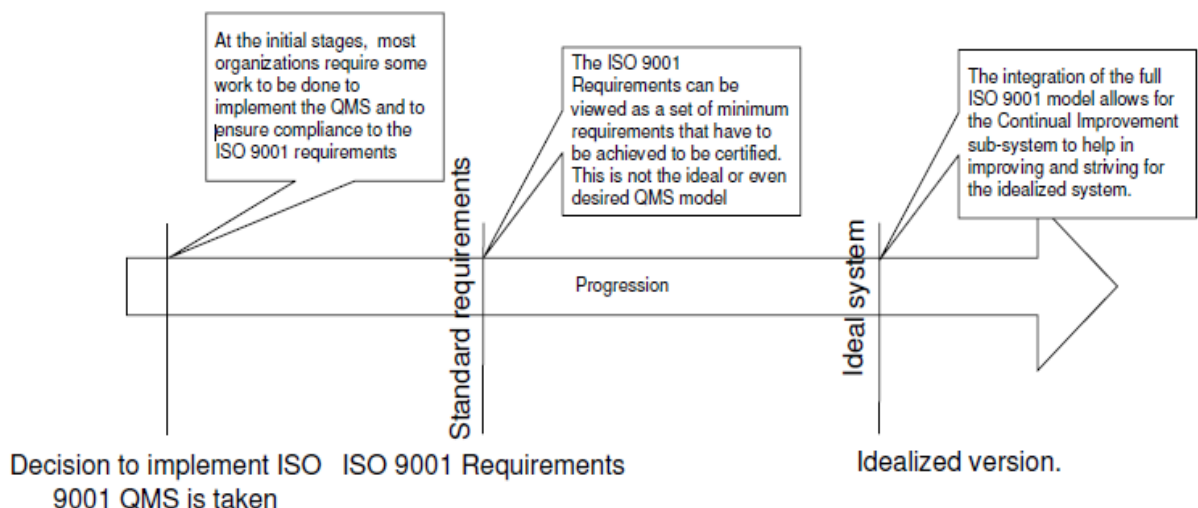 At the initial stages, most
organizations require some
work to be done to
implement the QMS and to
ensure compliance to the
ISO 9001 requirements
The ISO 9001
Requirements can be
viewed as a set of minimum
requirements that have to
be achieved to be certified.
This is not the ideal or even
desired QMS model
The integration of the full
ISO 9001 model allows for
the Continual Improvement
sub-system to help in
improving and striving for
the idealized system.
Standard requirements
Progression
Ideal system
Decision to implement ISO
9001 QMS is taken
ISO 9001 Requirements
Idealized version.